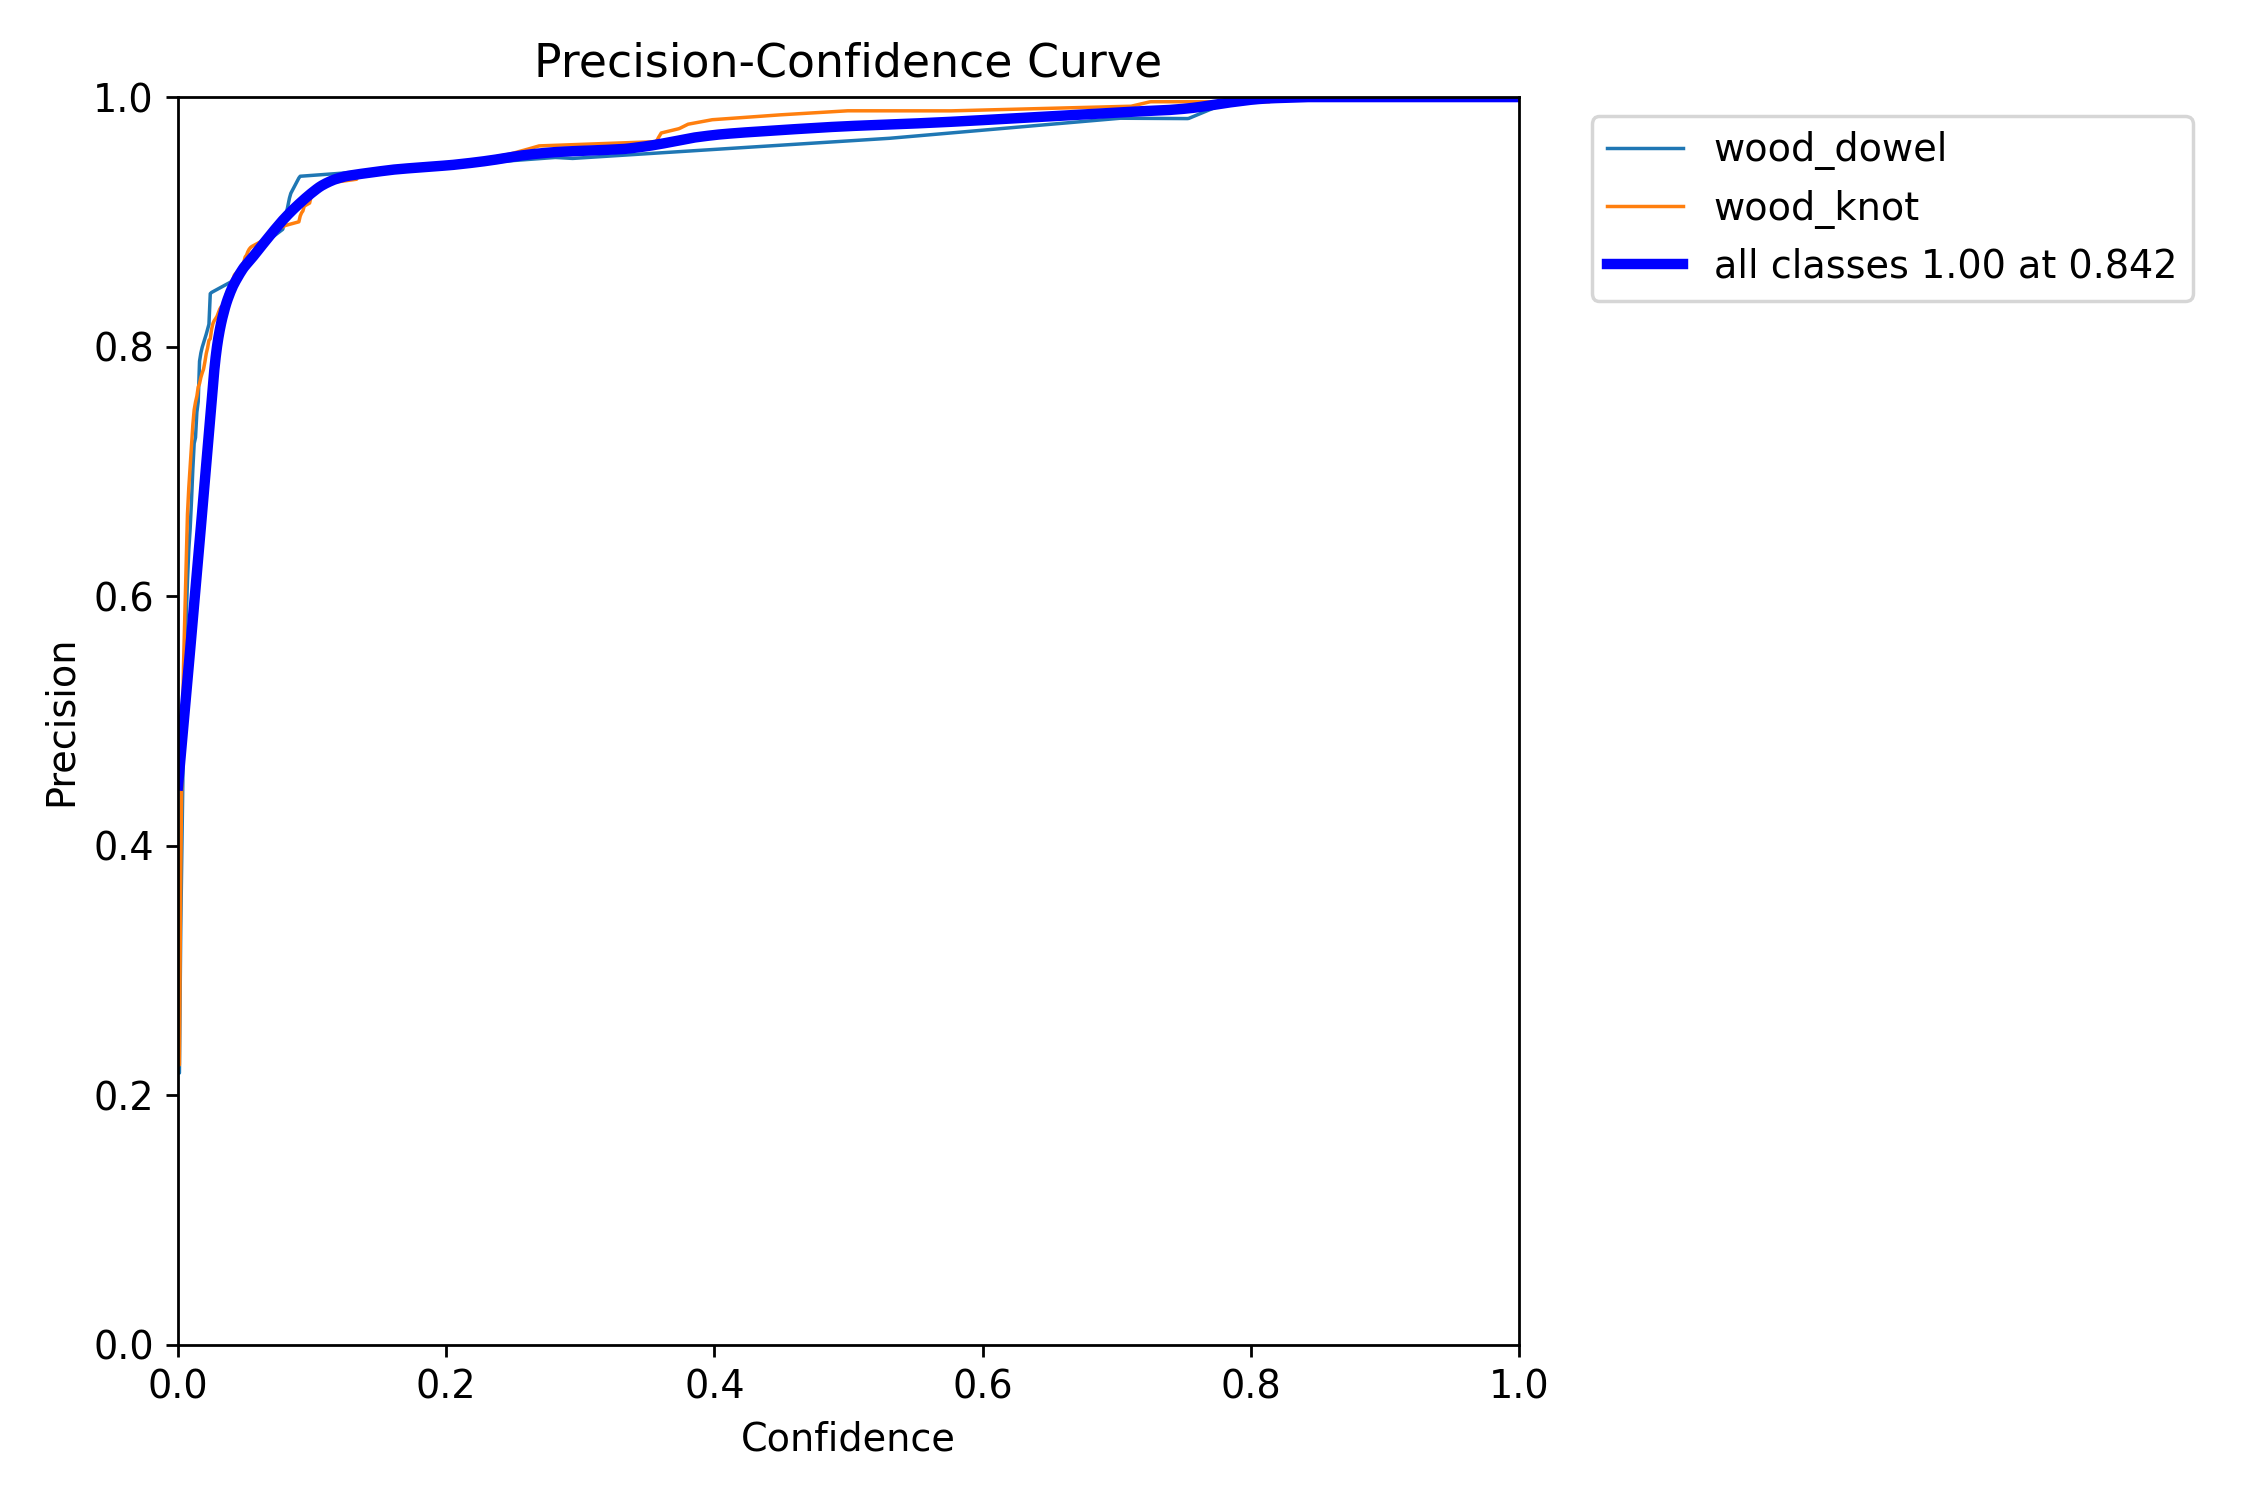 Precision-Confidence Curve
1.0
0.8
0.6
0.4
0.2
0.0
Precision
0.0 0.2 0.4 0.6 0.8 1.0
Confidence
wood_dowel
wood_knot
all classes 1.00 at 0.842